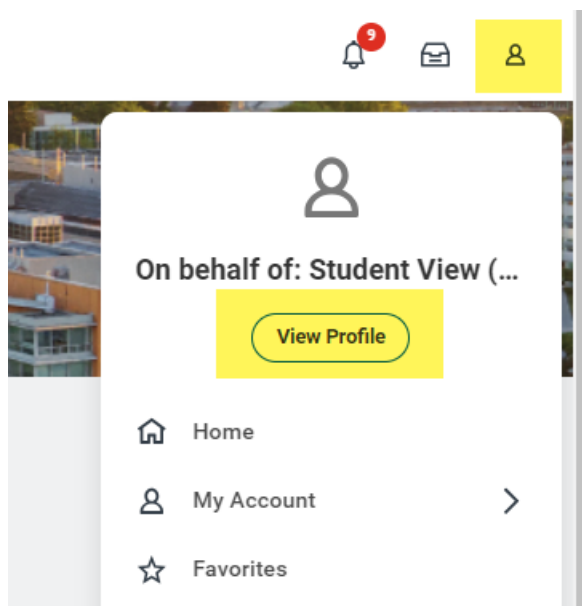 9
On behalf of: Student View (...
View Profile
Home
My Account
Favorites